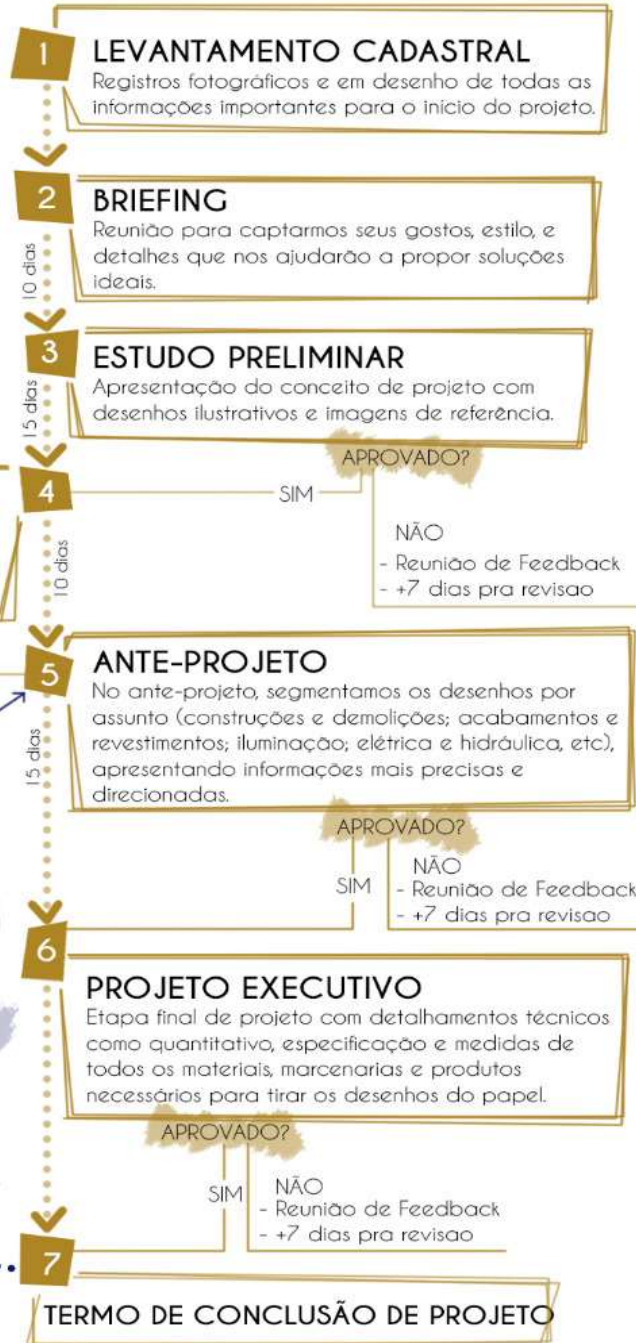 1
LEVANTAMENTO CADASTRAL
Registros fotográficos e em desenho de todas as
informações importantes para o início do projeto.
2
BRIEFING
Reunião para captarmos seus gostos, estilo, e
detalhes que nos ajudarão a propor soluções
ideais.
10 dias
3
ESTUDO PRELIMINAR
Apresentação do conceito de projeto com
desenhos ilustrativos e imagens de referência.
15 dias
APROVADO?
4
SIM
NÃO
- Reunião de Feedback
- +7 dias pra revisao
10 dias
5
ANTE-PROJETO
No ante-projeto, segmentamos os desenhos por
assunto (construções e demolições; acabamentos e
revestimentos; iluminação; elétrica e hidráulica, etc),
apresentando informações mais precisas e
direcionadas.
15 dias
APROVADO?
SIM
NÃO
- Reunião de Feedback
- +7 dias pra revisao
6
PROJETO EXECUTIVO
Etapa final de projeto com detalhamentos técnicos
como quantitativo, especificação e medidas de
todos os materiais, marcenarias e produtos
necessários para tirar os desenhos do papel.
APROVADO?
SIM
NÃO
- Reunião de Feedback
- +7 dias pra revisao
7
TERMO DE CONCLUSÃO DE PROJETO